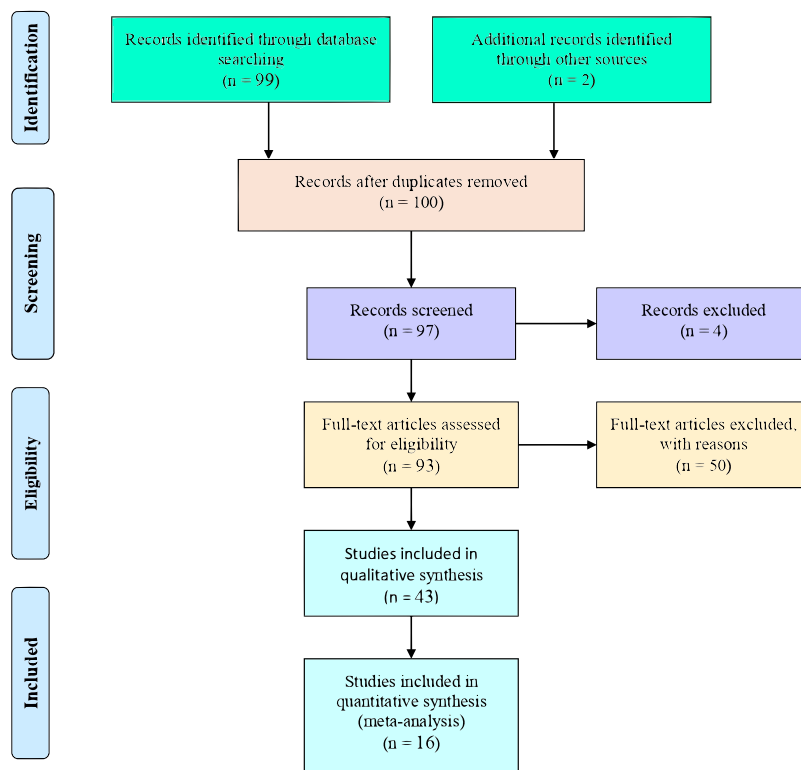 Identification
Records identified through database
searching
(n = 99)
Additional records identified
through other sources
(n = 2)
Records after duplicates removed
(n = 100)
Screening
Records screened
(n = 97)
Records excluded
(n = 4)
Eligibility
Full-text articles assessed
for eligibility
(n = 93)
Full-text articles excluded,
with reasons
(n = 50)
Studies included in
qualitative synthesis
(n = 43)
Included
Studies included in
quantitative synthesis
(meta-analysis)
(n = 16)